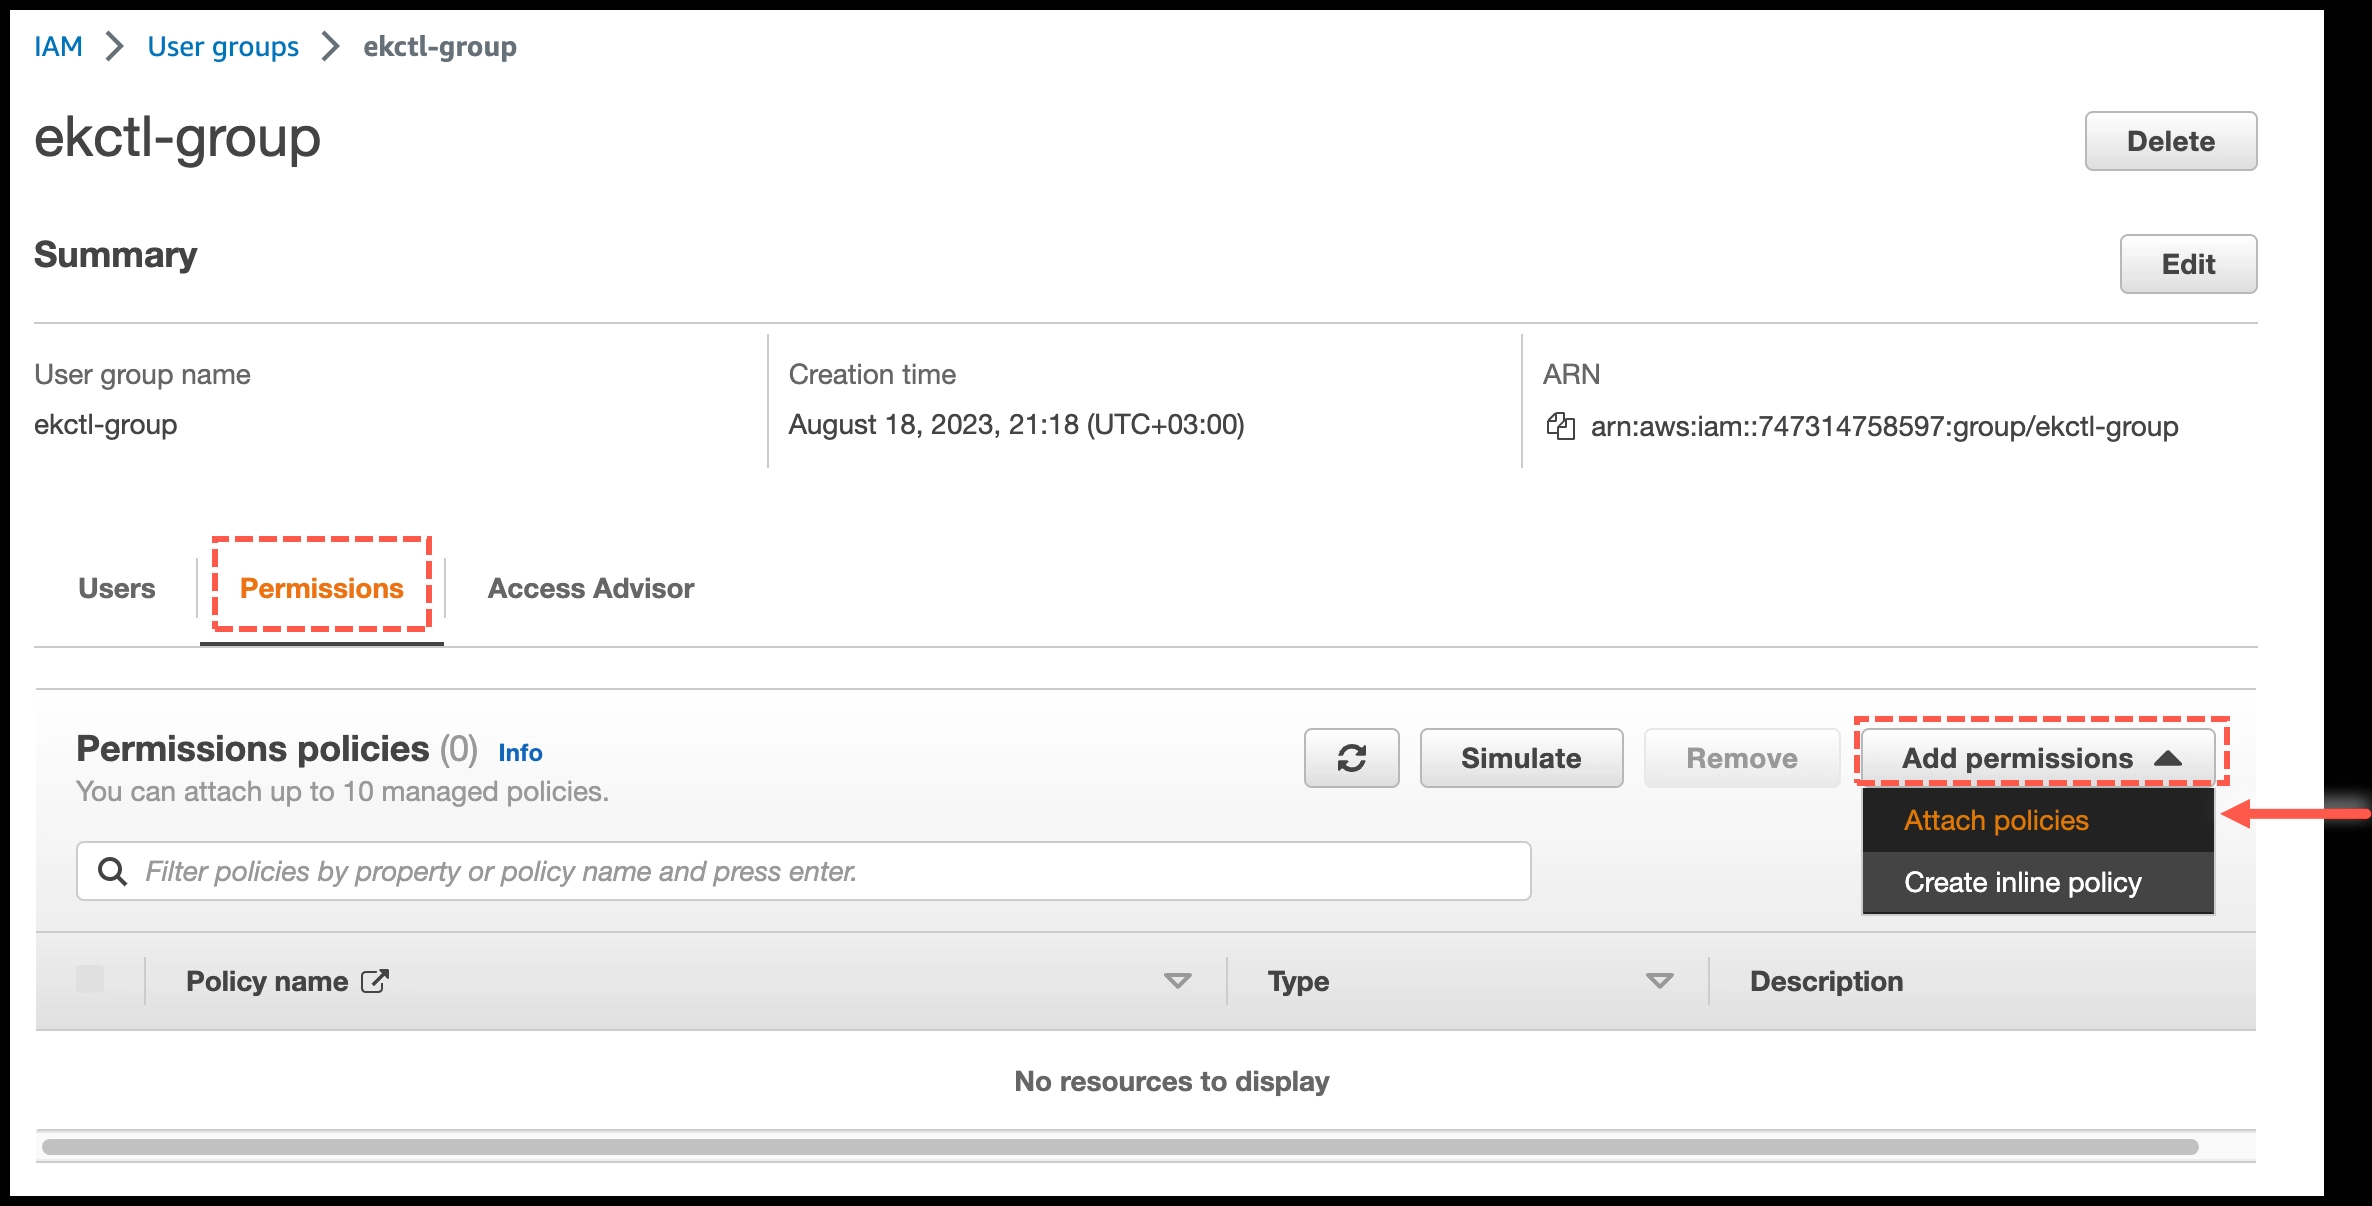 IAM User groups ekctl-group
ekctl-group
Delete
Summary
Edit
User group name
ekctl-group
Creation time
August 18, 2023, 21:18 (UTC+03:00)
ARN
arn:aws:iam::747314758597:group/ekctl-group
Users
Permissions
Access Advisor
Permissions policies (0) Info
You can attach up to 10 managed policies.
Simulate
Remove
Add permissions
Attach policies
Create inline policy
Filter policies by property or policy name and press enter.
Policy name
Type
Description
No resources to display